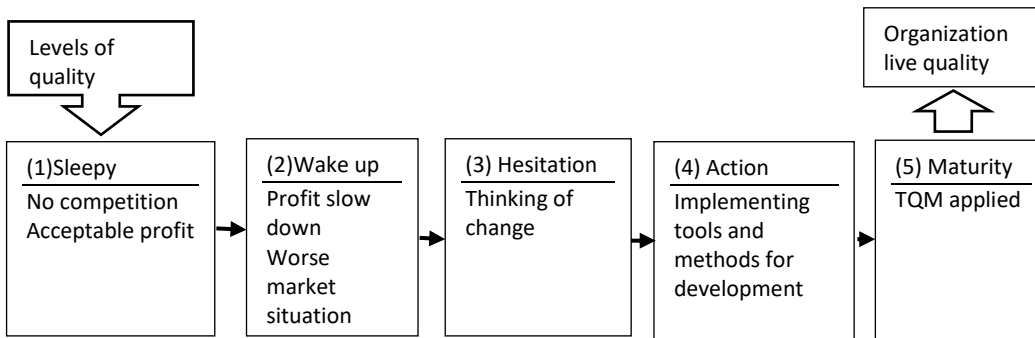 Levels of
quality
Organization
live quality
(1)Sleepy
No competition
Acceptable profit
(2)Wake up
Profit slow
down
Worse
market
situation
(3) Hesitation
Thinking of
change
(4) Action
Implementing
tools and
methods for
development
(5) Maturity
TQM applied